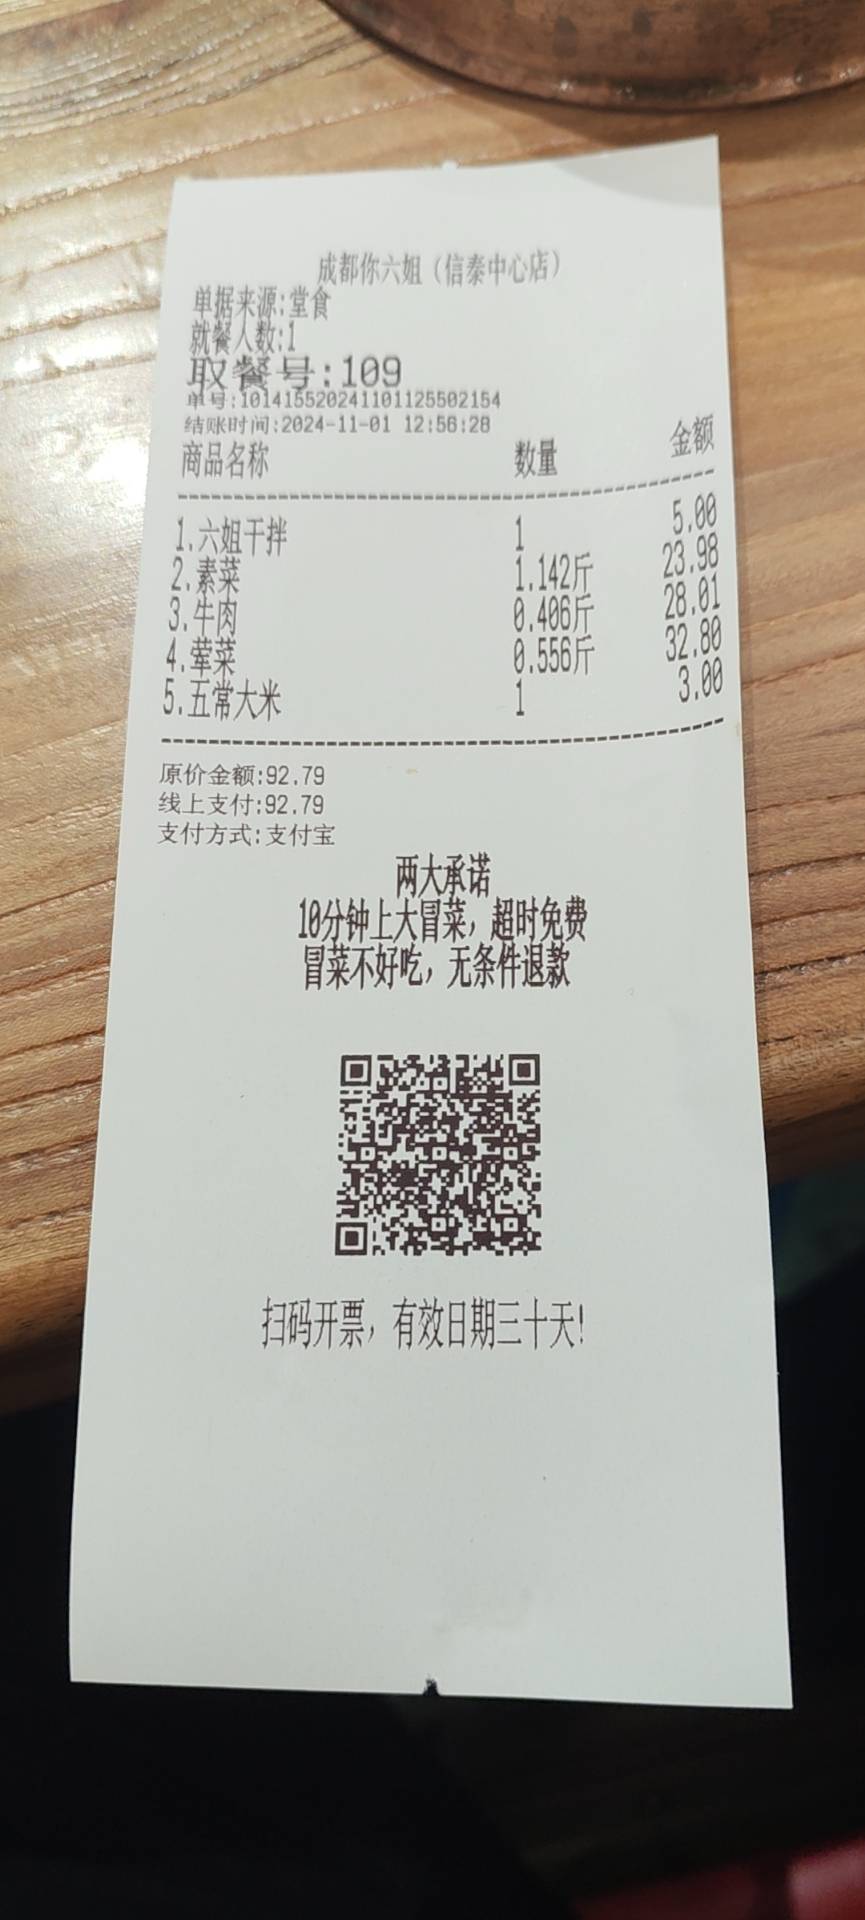 成都你六姐（信泰中心店）
单据来源:堂食
就餐人数:1
取餐号:109
单号:101415520241101125502154
结账时间:2024-11-01 12:56:28
商品名称 数量 金额
1.六姐干拌 1 5.00
2.素菜 1.142斤 23.98
3.牛肉 0.406斤 28.01
4.荤菜 0.556斤 32.80
5.五常大米 1 3.00
原价金额:92.79
线上支付:92.79
支付方式:支付宝
两大承诺
10分钟上大冒菜，超时免费
冒菜不好吃，无条件退款
扫码开票，有效日期三十天!